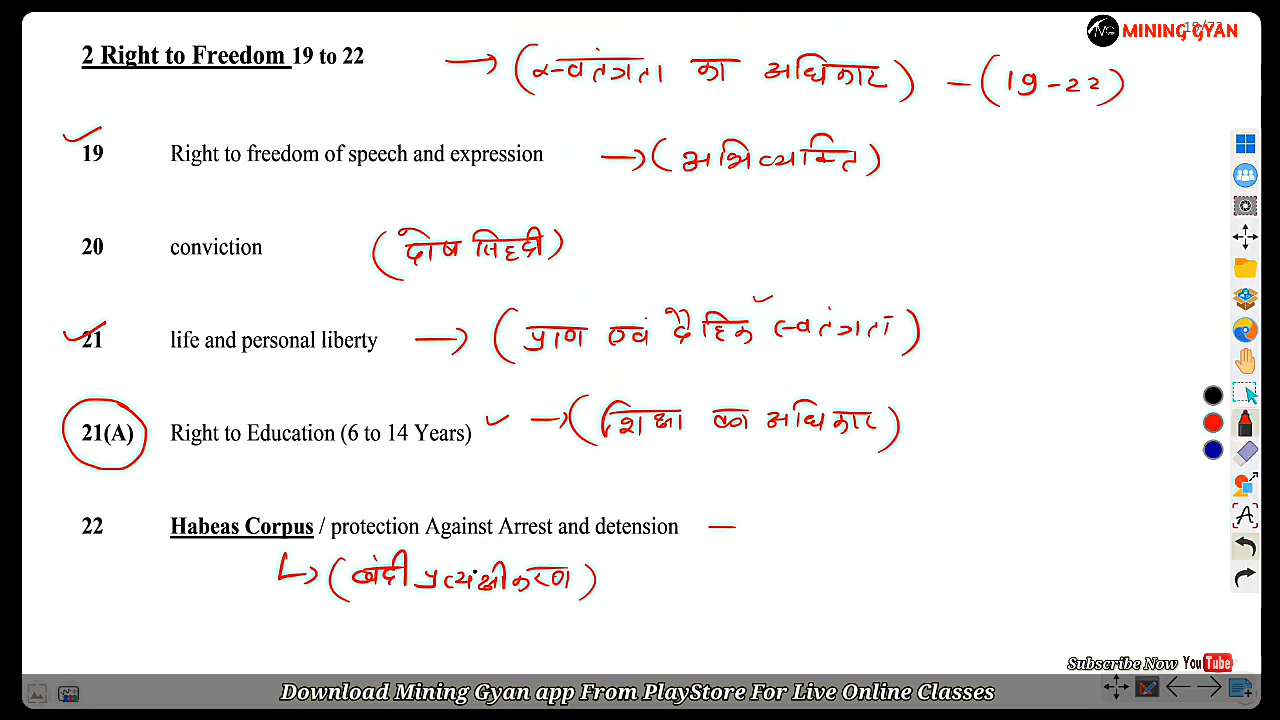 18/73
MINING GYAN
2 Right to Freedom 19 to 22 → (स्वतंत्रता का अधिकार) - (19-22)
19 Right to freedom of speech and expression → (अभिव्यक्ति)
20 conviction (दोष सिद्दी)
21 life and personal liberty → (प्राण एवं दैहिक स्वतंत्रता)
21(A) Right to Education (6 to 14 Years) → (शिक्षा का अधिकार)
22 Habeas Corpus / protection Against Arrest and detension —
(बंदी प्रत्यक्षीकरण)
Subscribe Now YouTube
Download Mining Gyan app From PlayStore For Live Online Classes